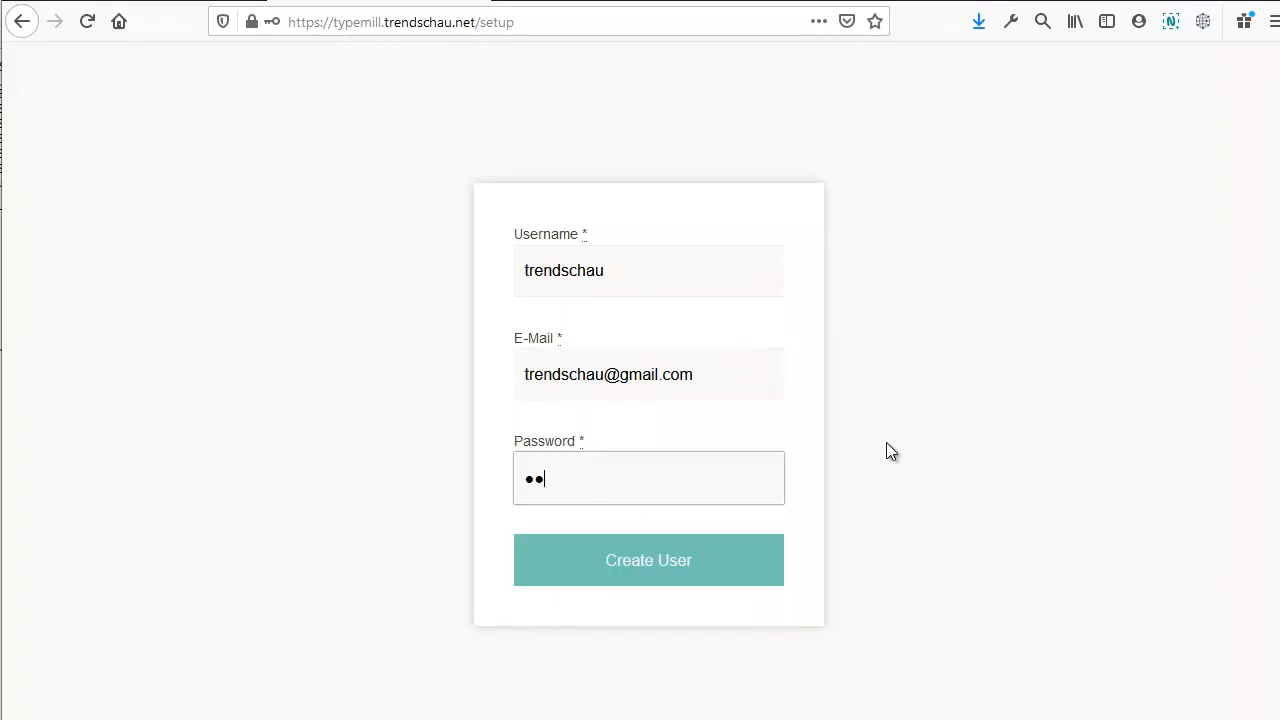 https://typemill.trendschau.net/setup
Username *
trendschau
E-Mail *
trendschau@gmail.com
Password *
●●
Create User